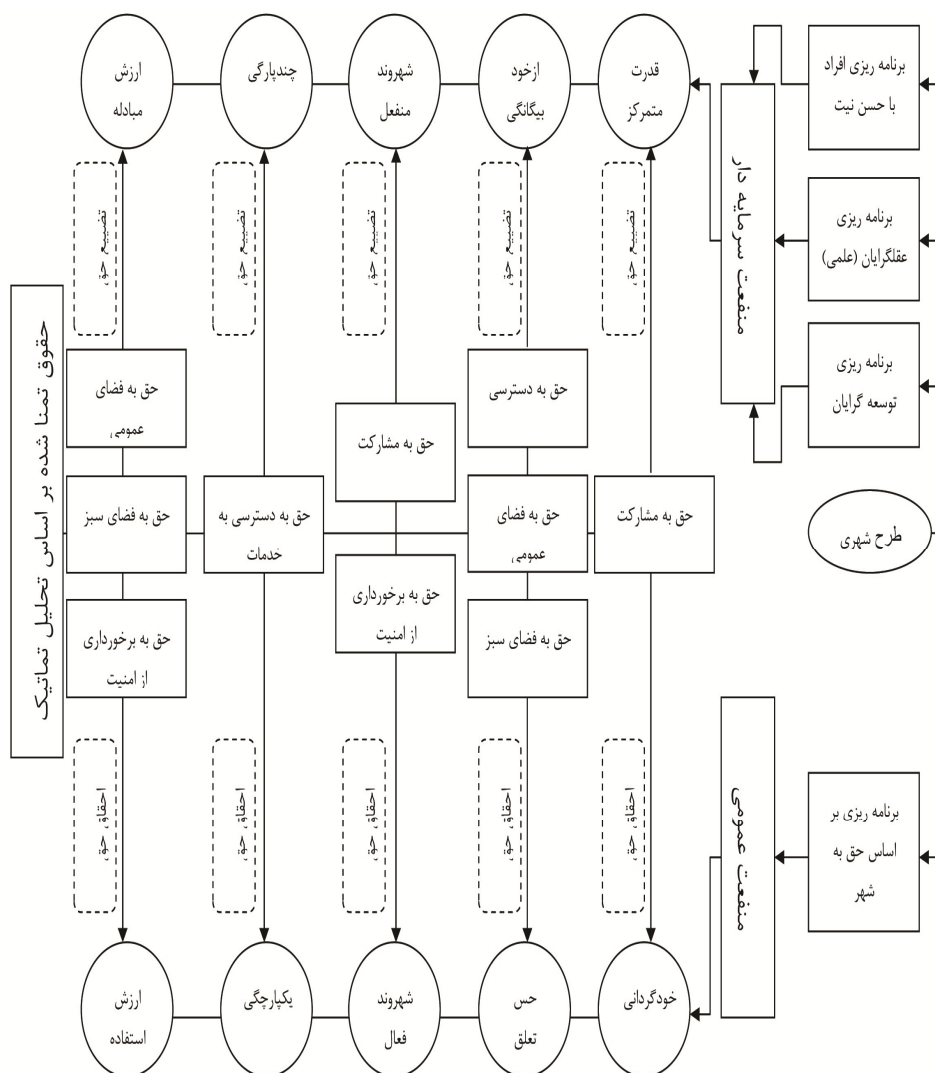 برنامه ریزی افراد
با حسن نیت
برنامه ریزی
عقلگرایان (علمی)
برنامه ریزی
توسعه گرایان
طرح شهری
برنامه ریزی بر
اساس حق به
شهر
منفعت سرمایه دار
منفعت عمومی
قدرت
متمرکز
ازخود
بیگانگی
شهروند
منفعل
چندپارگی
ارزش
مبادله
تضییع حق
تضییع حق
تضییع حق
تضییع حق
تضییع حق
حق به مشارکت
حق به دسترسی
حق به فضای
عمومی
حق به فضای سبز
حق به مشارکت
حق به برخورداری
از امنیت
حق به دسترسی به
خدمات
حق به فضای
عمومی
حق به فضای سبز
حق به برخورداری
از امنیت
احقاق حق
احقاق حق
احقاق حق
احقاق حق
احقاق حق
خودگردانی
حس
تعلق
شهروند
فعال
یکپارچگی
ارزش
استفاده
حقوق تمنا شده بر اساس تحلیل تماتیک